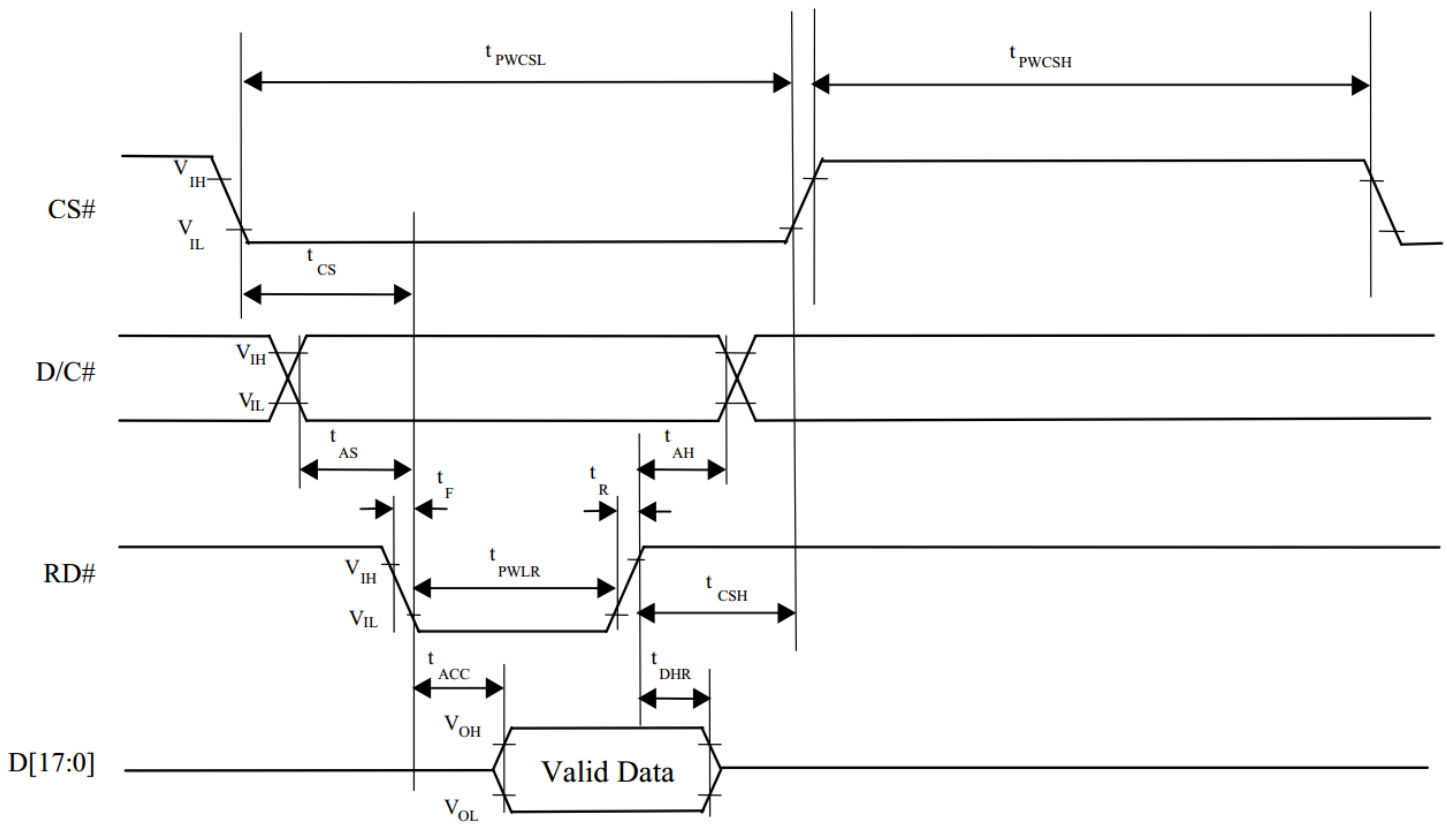 t PWCSL
t PWCSH
V IH
CS#
V IL
t CS
V IH
D/C#
V IL
t AS
t AH
t F
t R
V IH
RD#
t PWLR
V IL
t CSH
t ACC
t DHR
V OH
D[17:0]
Valid Data
V OL